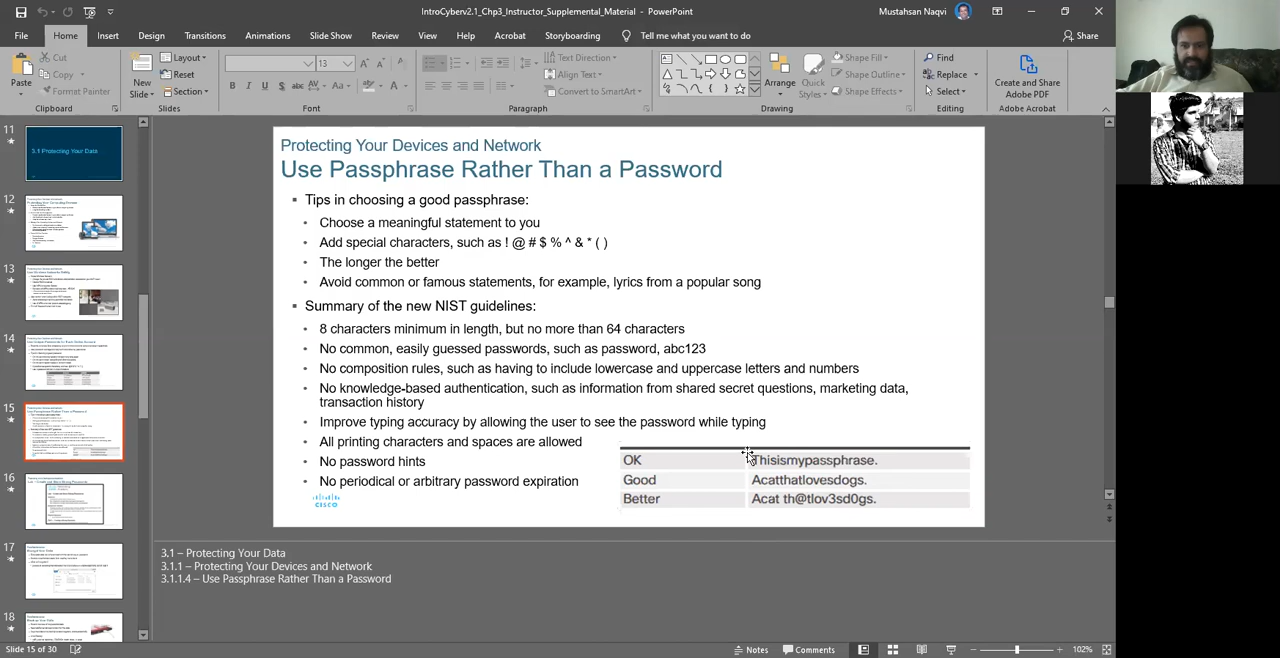 IntroCyberv2.1_Chp3_Instructor_Supplemental_Material - PowerPoint
Mustahsan Naqvi
File Home Insert Design Transitions Animations Slide Show Review View Help Acrobat Storyboarding Tell me what you want to do
Share
Paste
Cut
Copy
Format Painter
Clipboard
New Slide
Layout
Reset
Section
Slides
13
Font
Text Direction
Align Text
Convert to SmartArt
Paragraph
Arrange
Quick Styles
Shape Fill
Shape Outline
Shape Effects
Drawing
Find
Replace
Select
Editing
Create and Share Adobe PDF
Adobe Acrobat
11
3.1 Protecting Your Data
12
13
14
15
16
17
18
Protecting Your Devices and Network
Use Passphrase Rather Than a Password
Tips in choosing a good passphrase:
Choose a meaningful statement to you
Add special characters, such as ! @ # $ % ^ & * ( )
The longer the better
Avoid common or famous statements, for example, lyrics from a popular song
Summary of the new NIST guidelines:
8 characters minimum in length, but no more than 64 characters
No common, easily guessed passwords, such as password, abc123
No composition rules, such as having to include lowercase and uppercase letters and numbers
No knowledge-based authentication, such as information from shared secret questions, marketing data,
transaction history
Improve typing accuracy by allowing the user to see the password while typing
All printing characters and spaces are allowed
No password hints
No periodical or arbitrary password expiration
OK Thisismypassphrase.
Good Acatthatlovesdogs.
Better Acat th@tlov3sd0gs.
CISCO
3.1 – Protecting Your Data
3.1.1 – Protecting Your Devices and Network
3.1.1.4 – Use Passphrase Rather Than a Password
Slide 15 of 30
Notes
Comments
102%